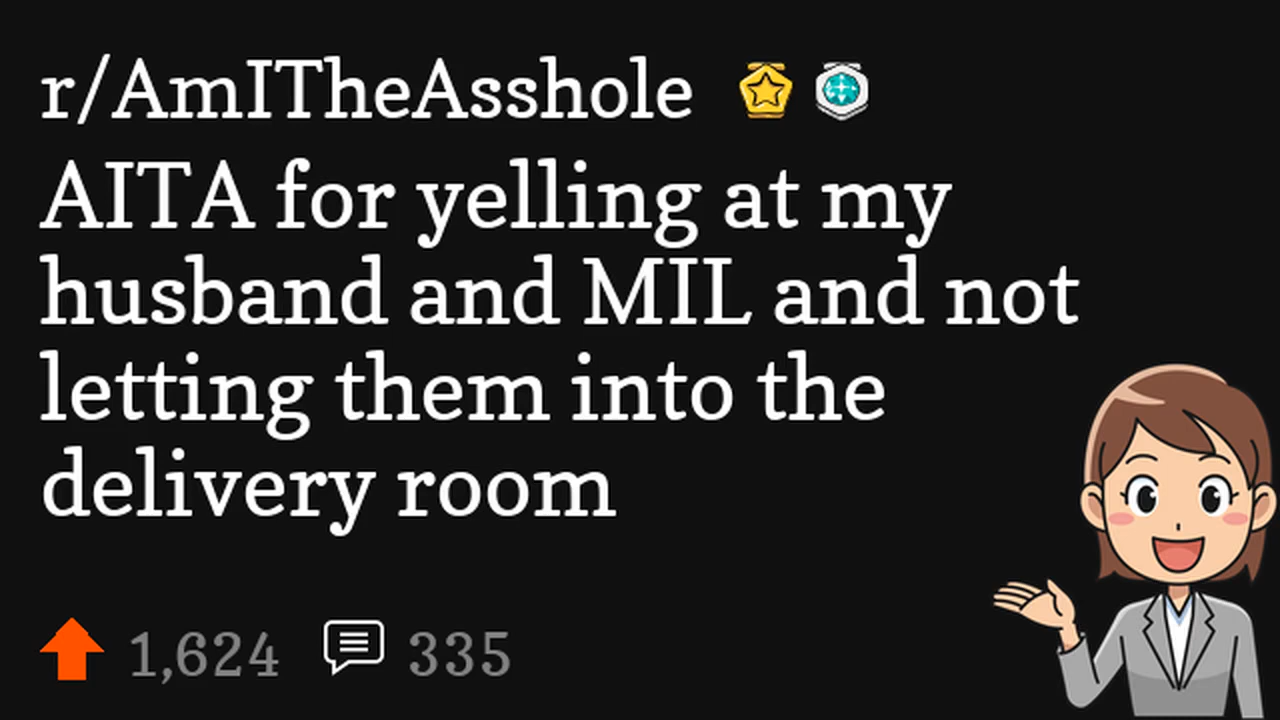 r/AmITheAsshole
AITA for yelling at my
husband and MIL and not
letting them into the
delivery room
1,624 335